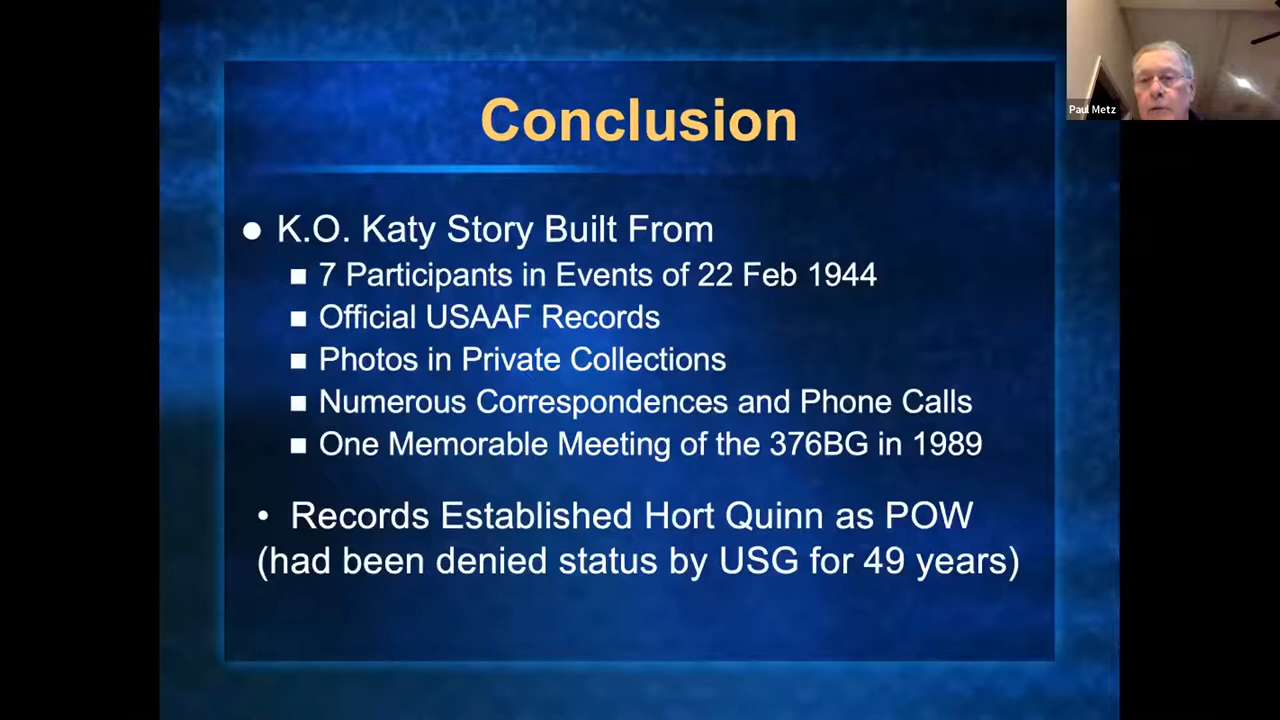 Conclusion
● K.O. Katy Story Built From
■ 7 Participants in Events of 22 Feb 1944
■ Official USAAF Records
■ Photos in Private Collections
■ Numerous Correspondences and Phone Calls
■ One Memorable Meeting of the 376BG in 1989
• Records Established Hort Quinn as POW
(had been denied status by USG for 49 years)
Paul Metz